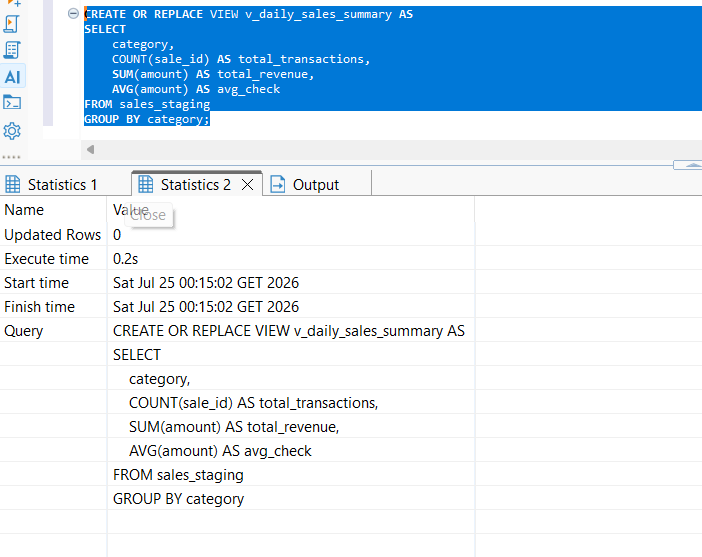 CREATE OR REPLACE VIEW v_daily_sales_summary AS
SELECT
    category,
    COUNT(sale_id) AS total_transactions,
    SUM(amount) AS total_revenue,
    AVG(amount) AS avg_check
FROM sales_staging
GROUP BY category;
AI
Statistics 1 Statistics 2 Output
Name Value
Close
Updated Rows 0
Execute time 0.2s
Start time Sat Jul 25 00:15:02 GET 2026
Finish time Sat Jul 25 00:15:02 GET 2026
Query CREATE OR REPLACE VIEW v_daily_sales_summary AS
SELECT
    category,
    COUNT(sale_id) AS total_transactions,
    SUM(amount) AS total_revenue,
    AVG(amount) AS avg_check
FROM sales_staging
GROUP BY category